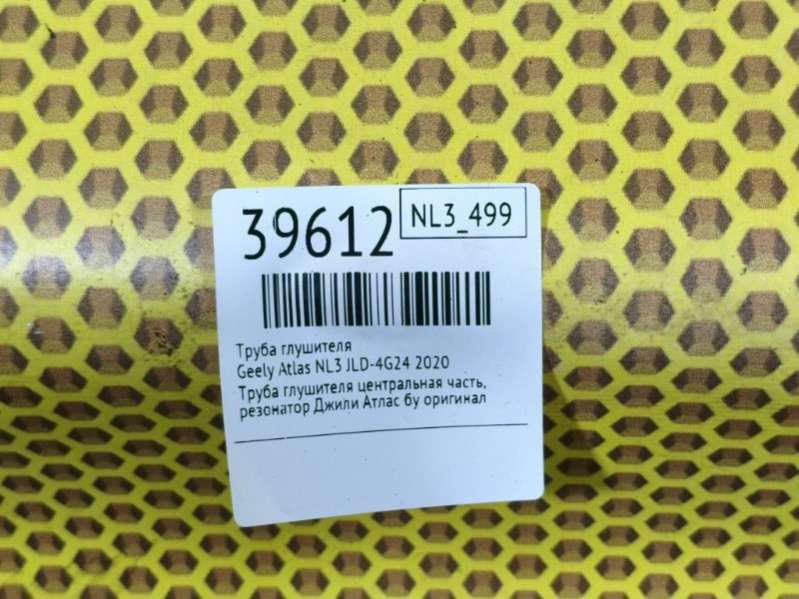 39612
NL3_499
Труба глушителя
Geely Atlas NL3 JLD-4G24 2020
Труба глушителя центральная часть,
резонатор Джили Атлас бу оригинал